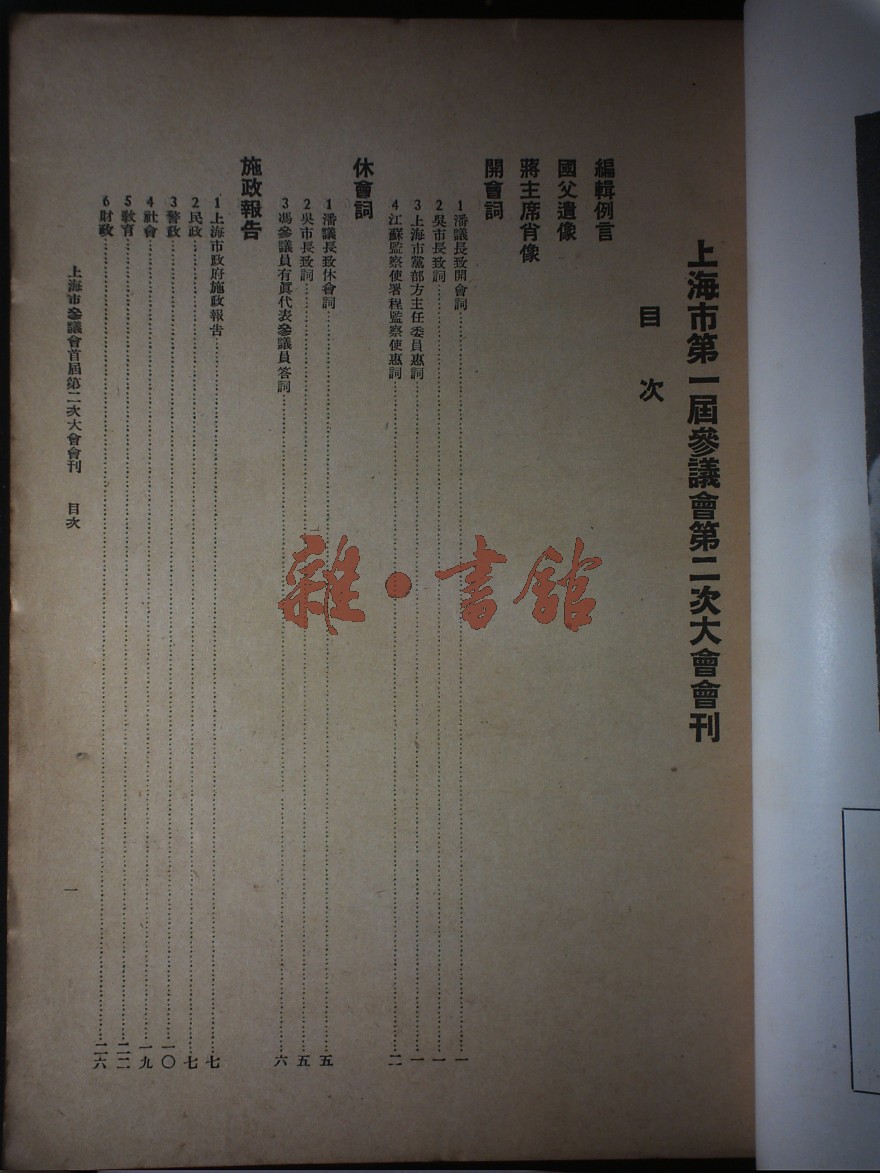 上海市第一屆參議會第二次大會會刊
目次
編輯例言
國父遺像
蔣主席肖像
開會詞
1潘議長致開會詞……一
2吳市長致詞……一
3上海市黨部方主任委員惠詞……一
4江蘇監察使署程監察使惠詞……二
休會詞
1潘議長致休會詞……五
2吳市長致詞……五
3馮參議員有眞代表參議員答詞……六
施政報告
1上海市政府施政報告……七
2民政……七
3警政……一〇
4社會……一九
5教育……二二
6財政……二六
上海市參議會首屆第二次大會會刊 目次
一
雜·書館